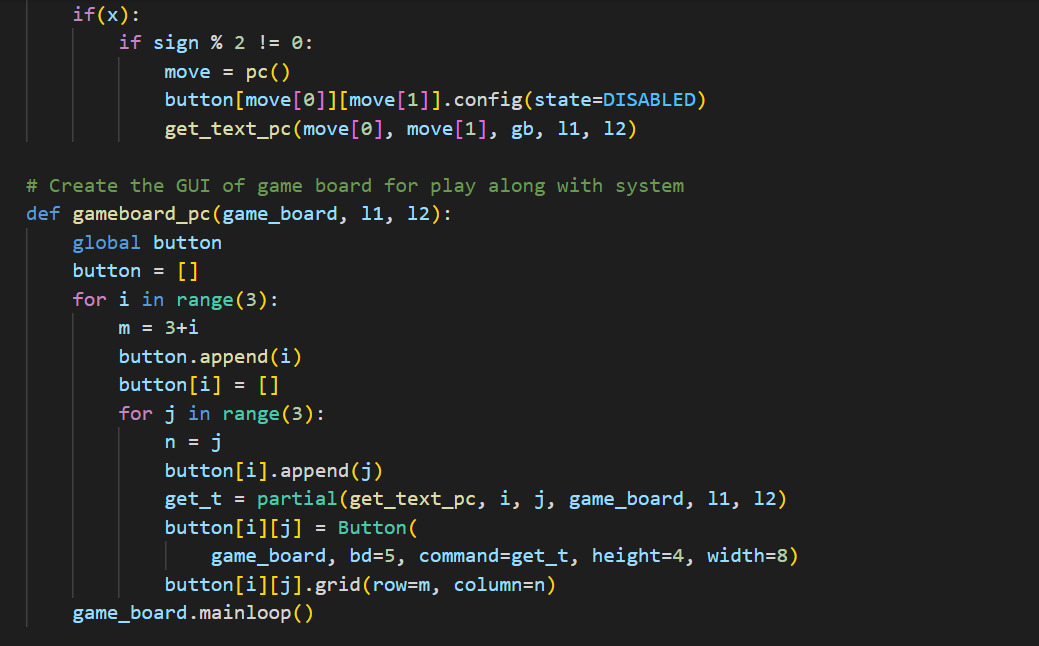 if(x):
        if sign % 2 != 0:
            move = pc()
            button[move[0]][move[1]].config(state=DISABLED)
            get_text_pc(move[0], move[1], gb, l1, l2)

# Create the GUI of game board for play along with system
def gameboard_pc(game_board, l1, l2):
    global button
    button = []
    for i in range(3):
        m = 3+i
        button.append(i)
        button[i] = []
        for j in range(3):
            n = j
            button[i].append(j)
            get_t = partial(get_text_pc, i, j, game_board, l1, l2)
            button[i][j] = Button(
                game_board, bd=5, command=get_t, height=4, width=8)
            button[i][j].grid(row=m, column=n)
    game_board.mainloop()